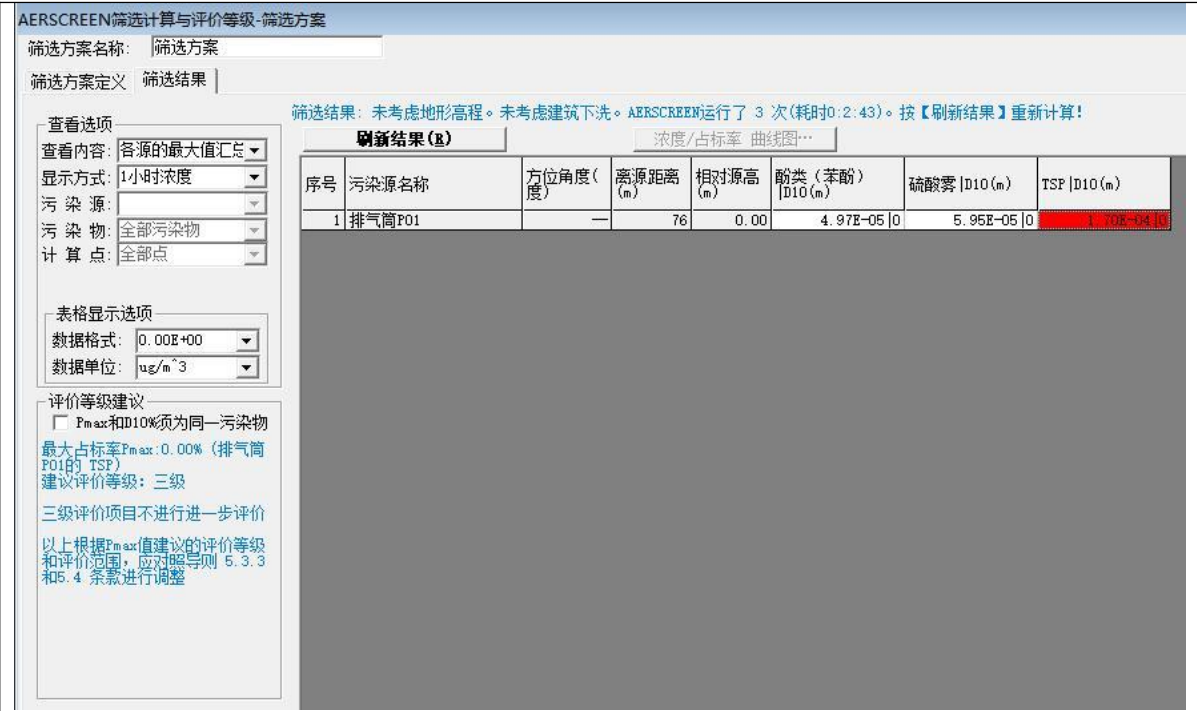 AERSCREEN筛选计算与评价等级-筛选方案
筛选方案名称: 筛选方案
筛选方案定义 筛选结果
筛选结果: 未考虑地形高程。未考虑建筑下洗。AERSCREEN运行了 3 次(耗时0:2:43)。按【刷新结果】重新计算!
查看选项
查看内容: 各源的最大值汇总
显示方式: 1小时浓度
污 染 源:
污 染 物: 全部污染物
计 算 点: 全部点
表格显示选项
数据格式: 0.00E+00
数据单位: ug/m^3
评价等级建议
Pmax和D10%须为同一污染物
最大占标率Pmax:0.00% (排气筒
P01的 TSP)
建议评价等级: 三级
三级评价项目不进行进一步评价
以上根据Pmax值建议的评价等级
和评价范围,应对照导则 5.3.3
和5.4 条款进行调整
刷新结果(R) 浓度/占标率 曲线图…
序号 污染源名称 方位角度(度) 离源距离(m) 相对源高(m) 酚类(苯酚)|D10(m) 硫酸雾|D10(m) TSP|D10(m)
1 排气筒P01 — 76 0.00 4.97E-05|0 5.95E-05|0 1.70E-04|0